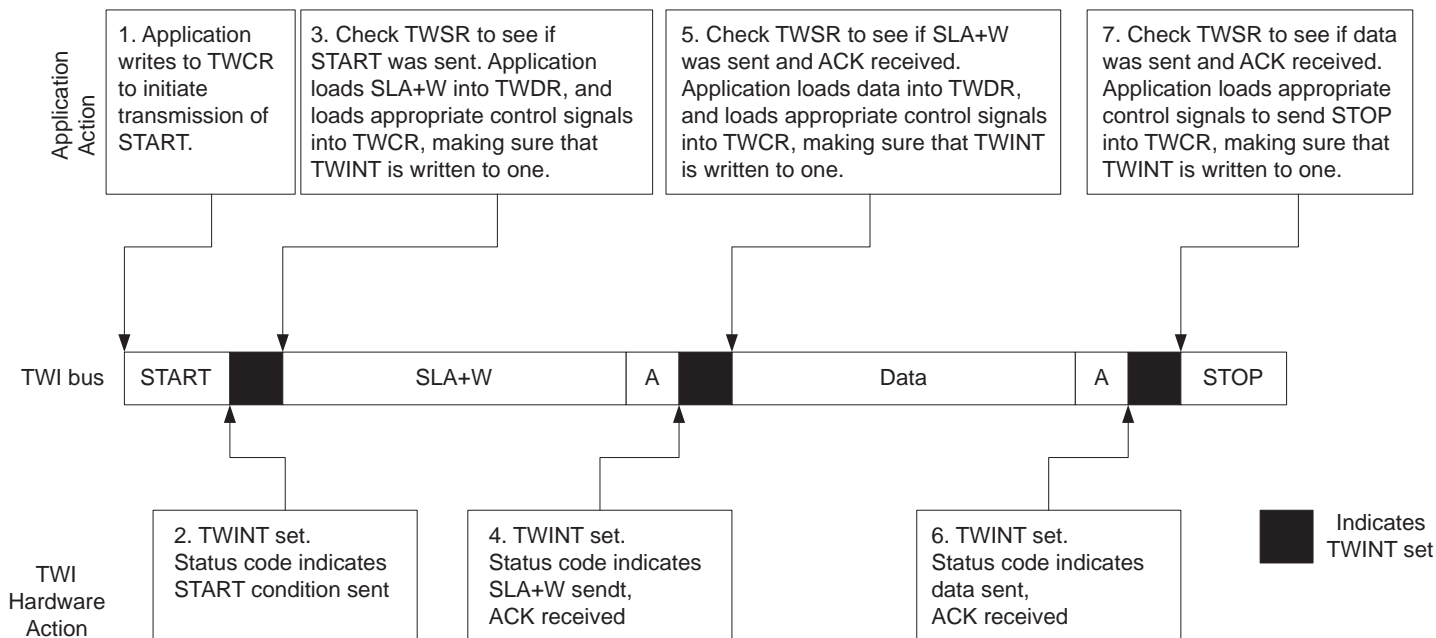 Application
Action
1. Application
writes to TWCR
to initiate
transmission of
START.
3. Check TWSR to see if
START was sent. Application
loads SLA+W into TWDR, and
loads appropriate control signals
into TWCR, making sure that
TWINT is written to one.
5. Check TWSR to see if SLA+W
was sent and ACK received.
Application loads data into TWDR,
and loads appropriate control signals
into TWCR, making sure that TWINT
is written to one.
7. Check TWSR to see if data
was sent and ACK received.
Application loads appropriate
control signals to send STOP
into TWCR, making sure that
TWINT is written to one.
TWI bus
START
SLA+W
A
Data
A
STOP
TWI
Hardware
Action
2. TWINT set.
Status code indicates
START condition sent
4. TWINT set.
Status code indicates
SLA+W sendt,
ACK received
6. TWINT set.
Status code indicates
data sent,
ACK received
Indicates
TWINT set